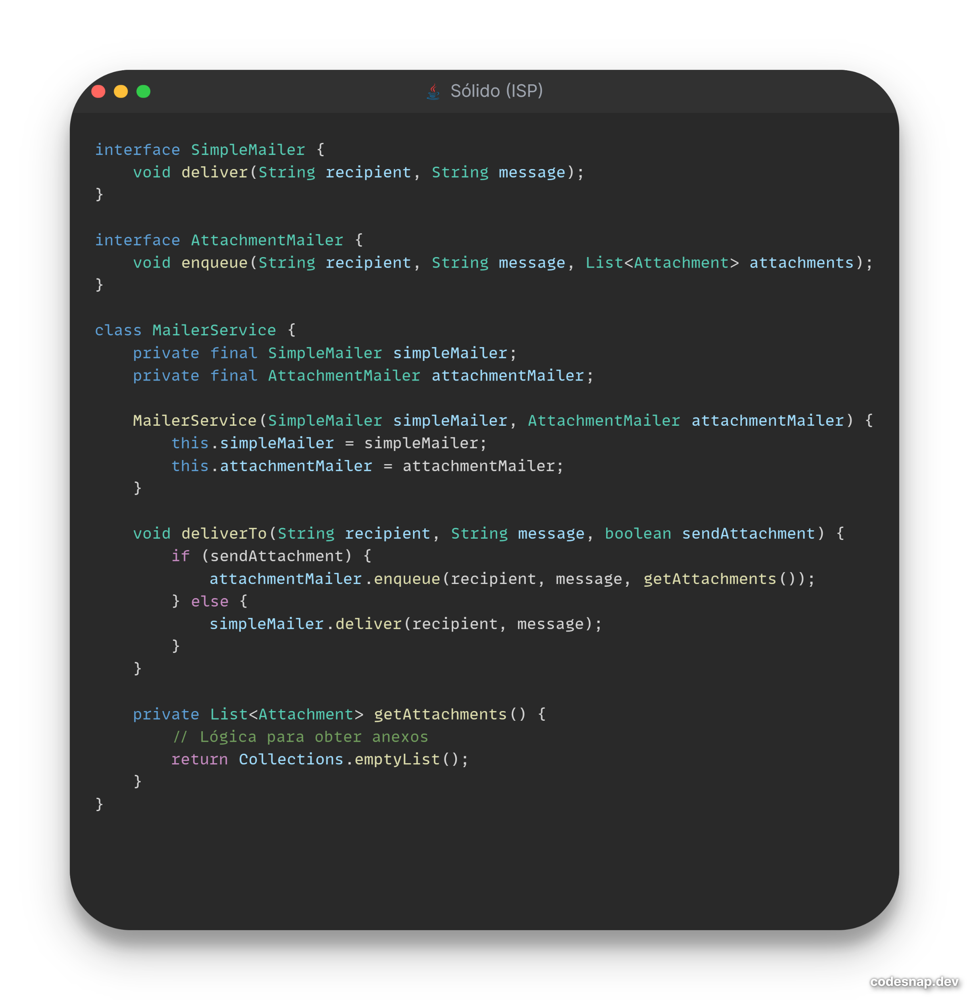 Sólido (ISP)
interface SimpleMailer {
    void deliver(String recipient, String message);
}
interface AttachmentMailer {
    void enqueue(String recipient, String message, List<Attachment> attachments);
}
class MailerService {
    private final SimpleMailer simpleMailer;
    private final AttachmentMailer attachmentMailer;
    MailerService(SimpleMailer simpleMailer, AttachmentMailer attachmentMailer) {
        this.simpleMailer = simpleMailer;
        this.attachmentMailer = attachmentMailer;
    }
    void deliverTo(String recipient, String message, boolean sendAttachment) {
        if (sendAttachment) {
            attachmentMailer.enqueue(recipient, message, getAttachments());
        } else {
            simpleMailer.deliver(recipient, message);
        }
    }
    private List<Attachment> getAttachments() {
        // Lógica para obter anexos
        return Collections.emptyList();
    }
}
codesnap.dev